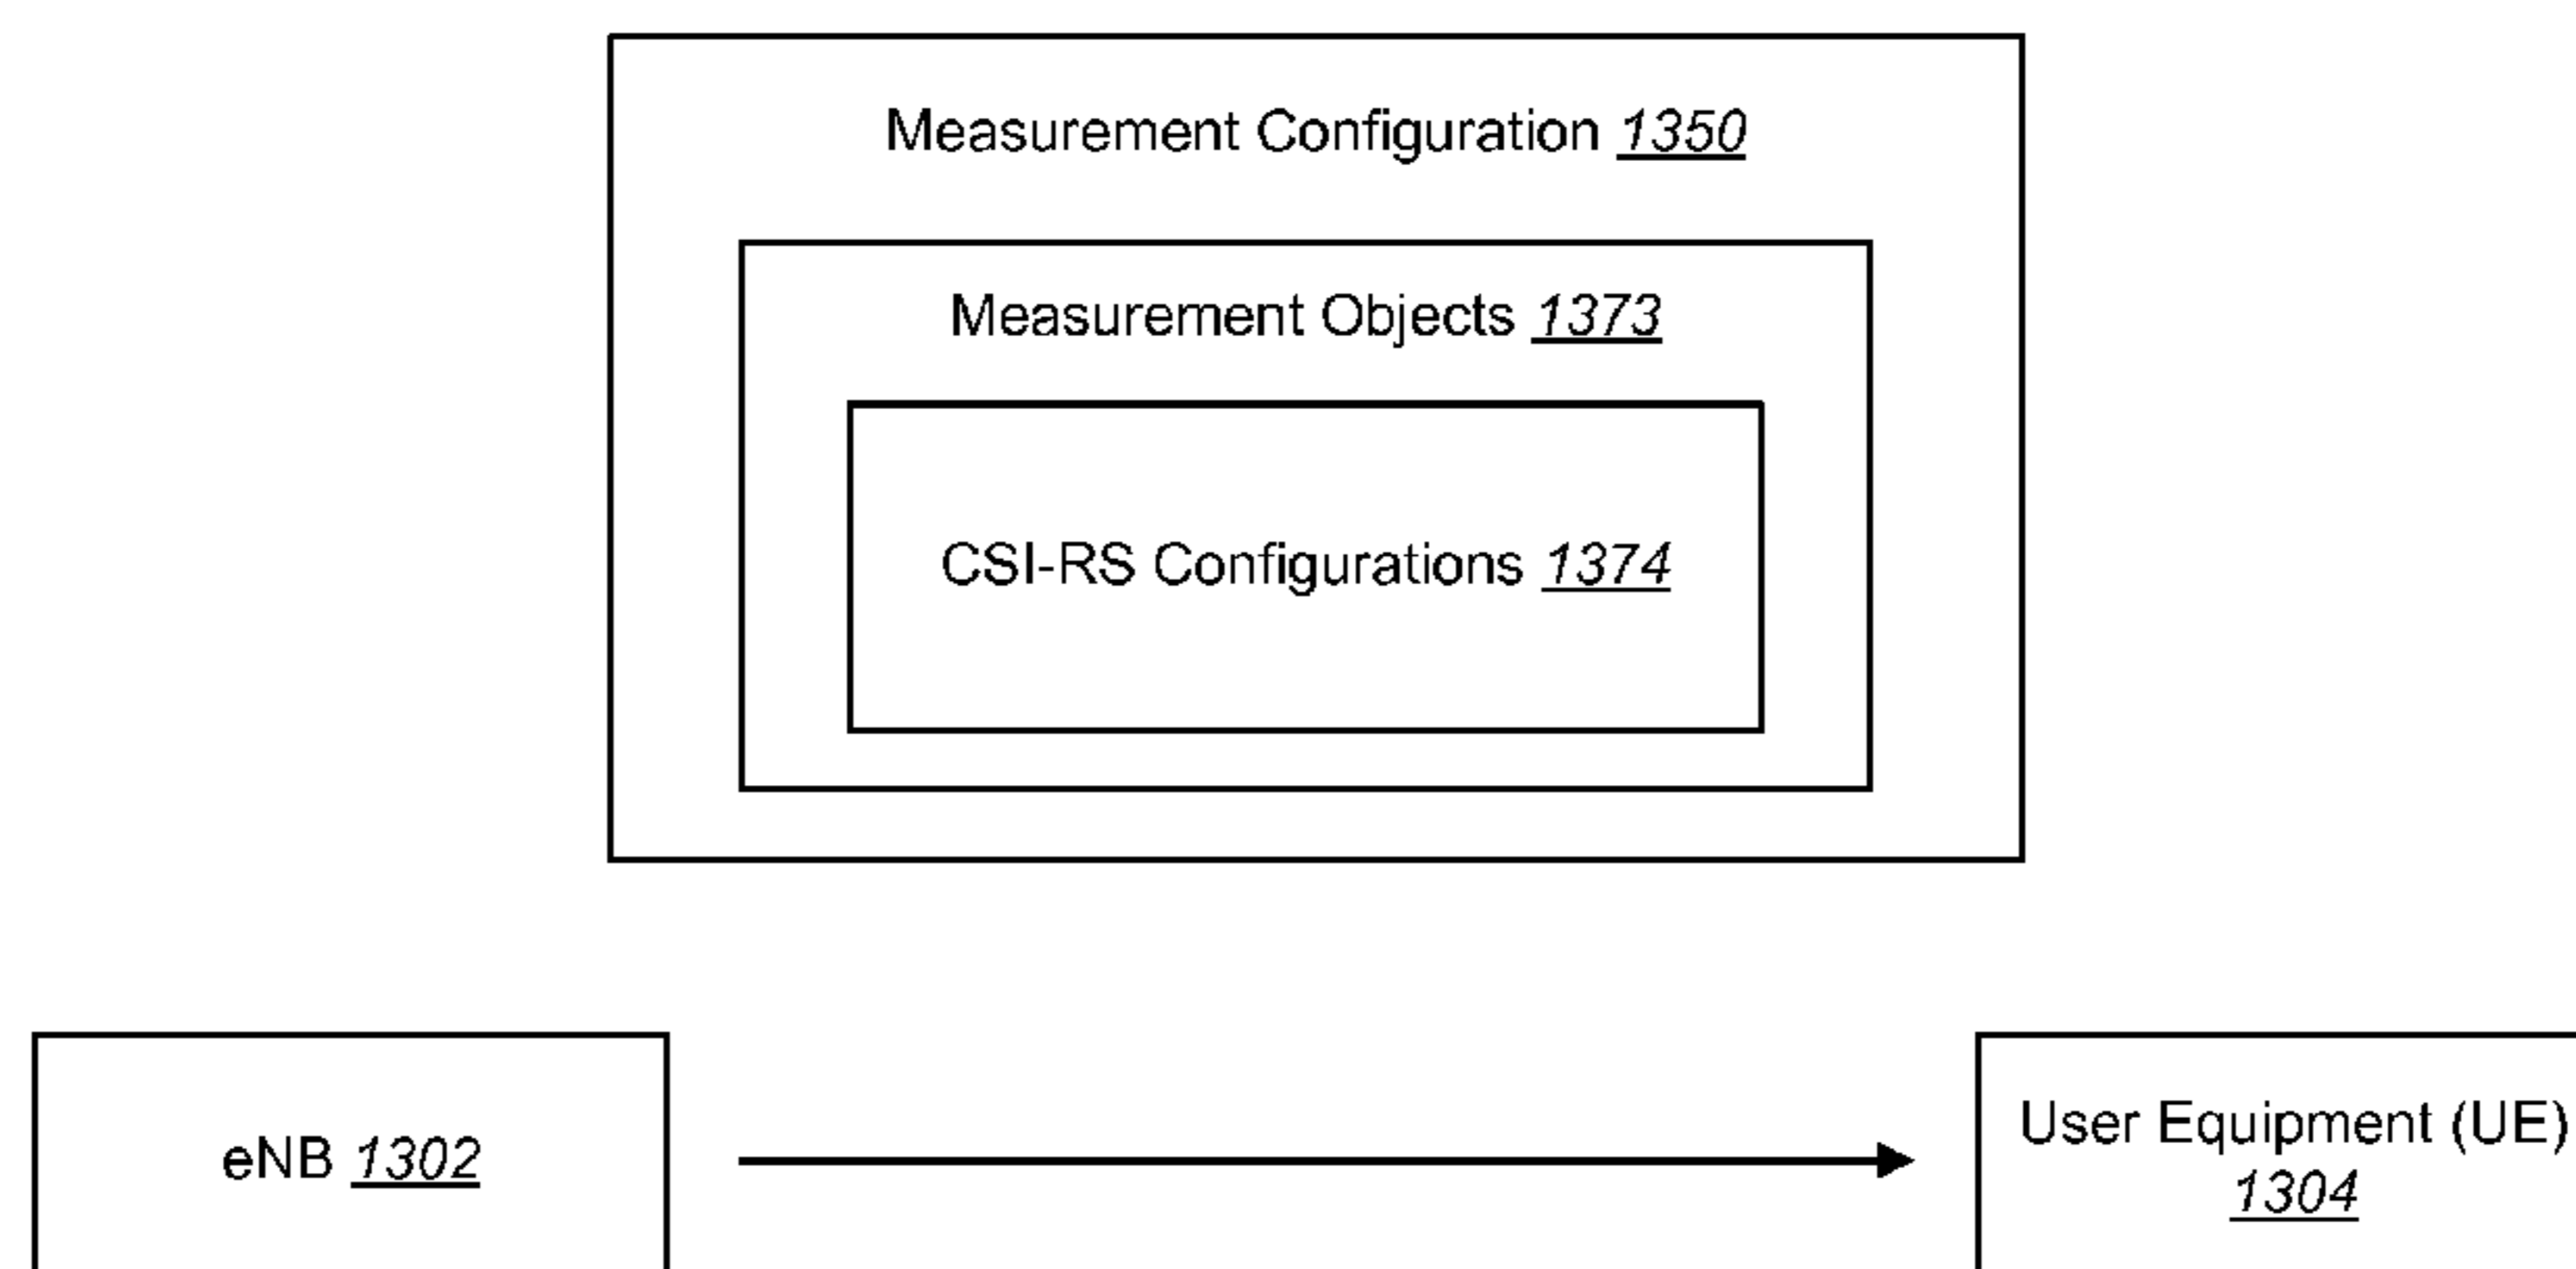 Measurement Configuration 1350
Measurement Objects 1373
CSI-RS Configurations 1374
eNB 1302
User Equipment (UE)
1304